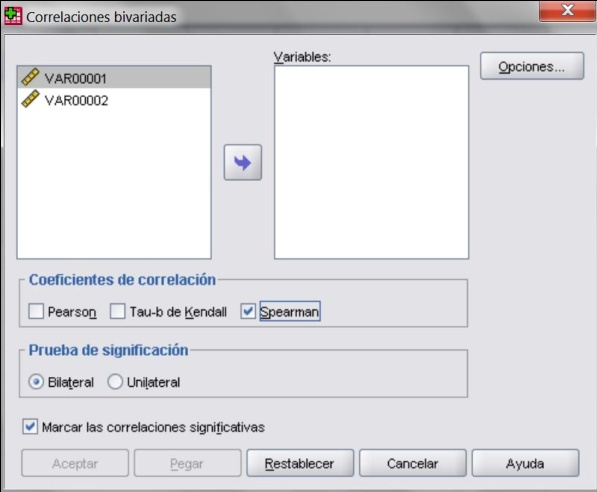 Correlaciones bivariadas
Variables:
Opciones...
VAR00001
VAR00002
Coeficientes de correlación
Pearson Tau-b de Kendall Spearman
Prueba de significación
Bilateral Unilateral
Marcar las correlaciones significativas
Aceptar Pegar Restablecer Cancelar Ayuda